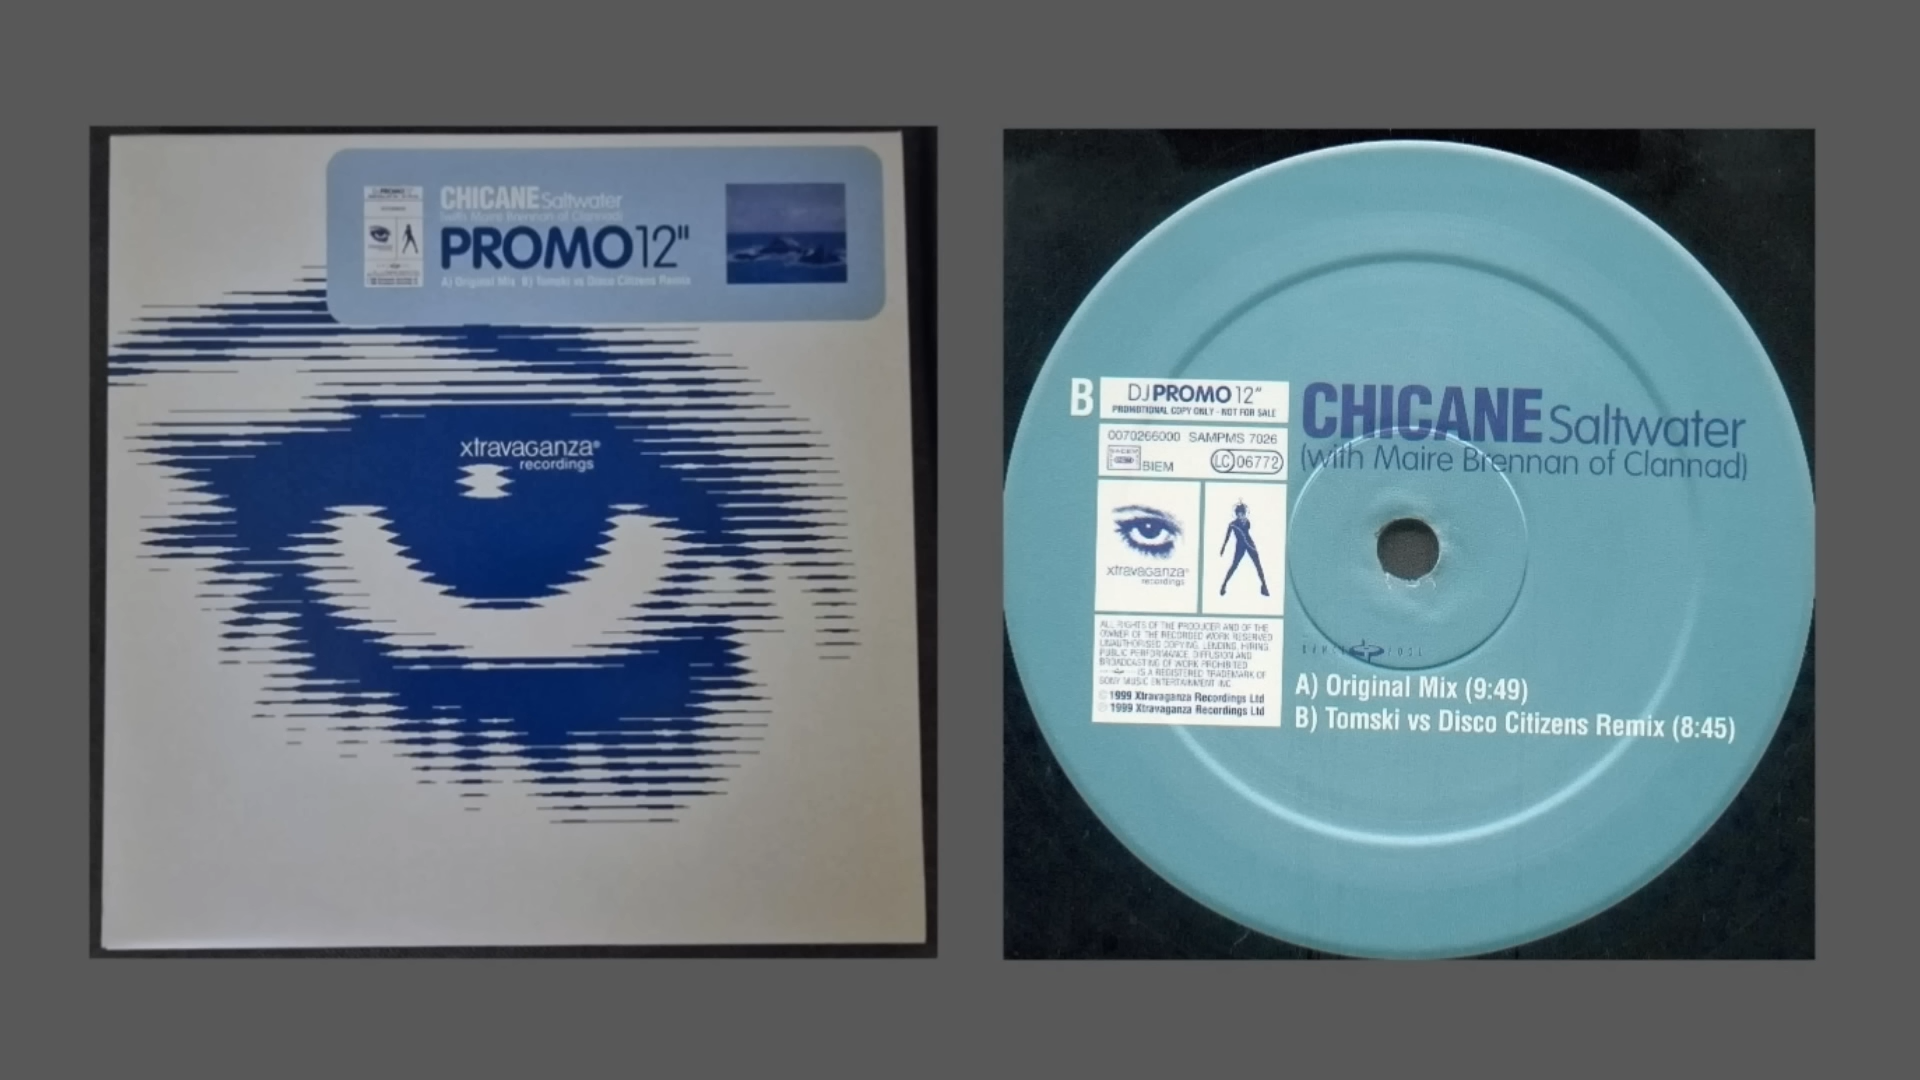 CHICANE Saltwater
(with Maire Brennan of Clannad)
PROMO 12"
A) Original Mix B) Tomski vs Disco Citizens Remix
xtravaganza®
recordings
B
DJ PROMO 12"
PROMOTIONAL COPY ONLY - NOT FOR SALE
0070266000 SAMPMS 7026
BIEM
LC 06772
xtravaganza®
recordings
ALL RIGHTS OF THE PRODUCER AND OF THE
OWNER OF THE RECORDED WORK RESERVED
UNAUTHORISED COPYING, LENDING, HIRING,
PUBLIC PERFORMANCE, DIFFUSION AND
BROADCASTING OF WORK PROHIBITED
IS A REGISTERED TRADEMARK OF
SONY MUSIC ENTERTAINMENT INC
℗ 1999 Xtravaganza Recordings Ltd
© 1999 Xtravaganza Recordings Ltd
CHICANE Saltwater
(with Maire Brennan of Clannad)
A) Original Mix (9:49)
B) Tomski vs Disco Citizens Remix (8:45)